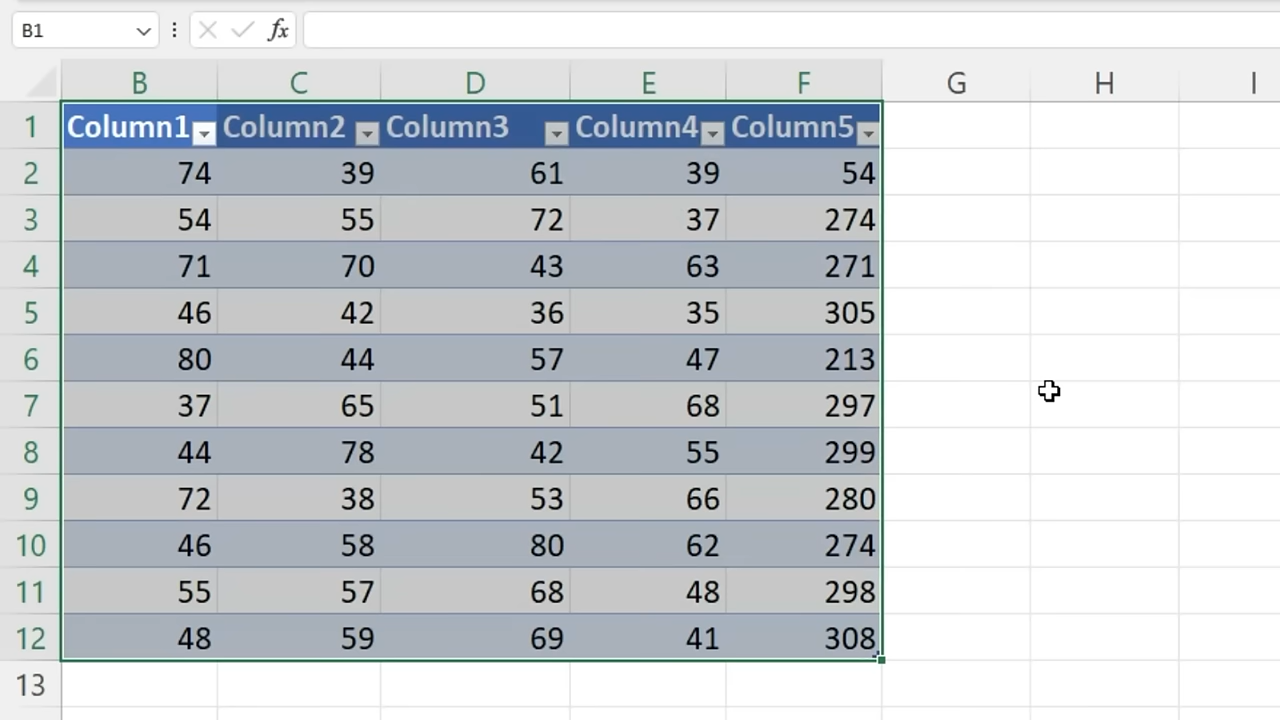 B1 fx
B C D E F G H I
1 Column1 Column2 Column3 Column4 Column5
2 74 39 61 39 54
3 54 55 72 37 274
4 71 70 43 63 271
5 46 42 36 35 305
6 80 44 57 47 213
7 37 65 51 68 297
8 44 78 42 55 299
9 72 38 53 66 280
10 46 58 80 62 274
11 55 57 68 48 298
12 48 59 69 41 308
13